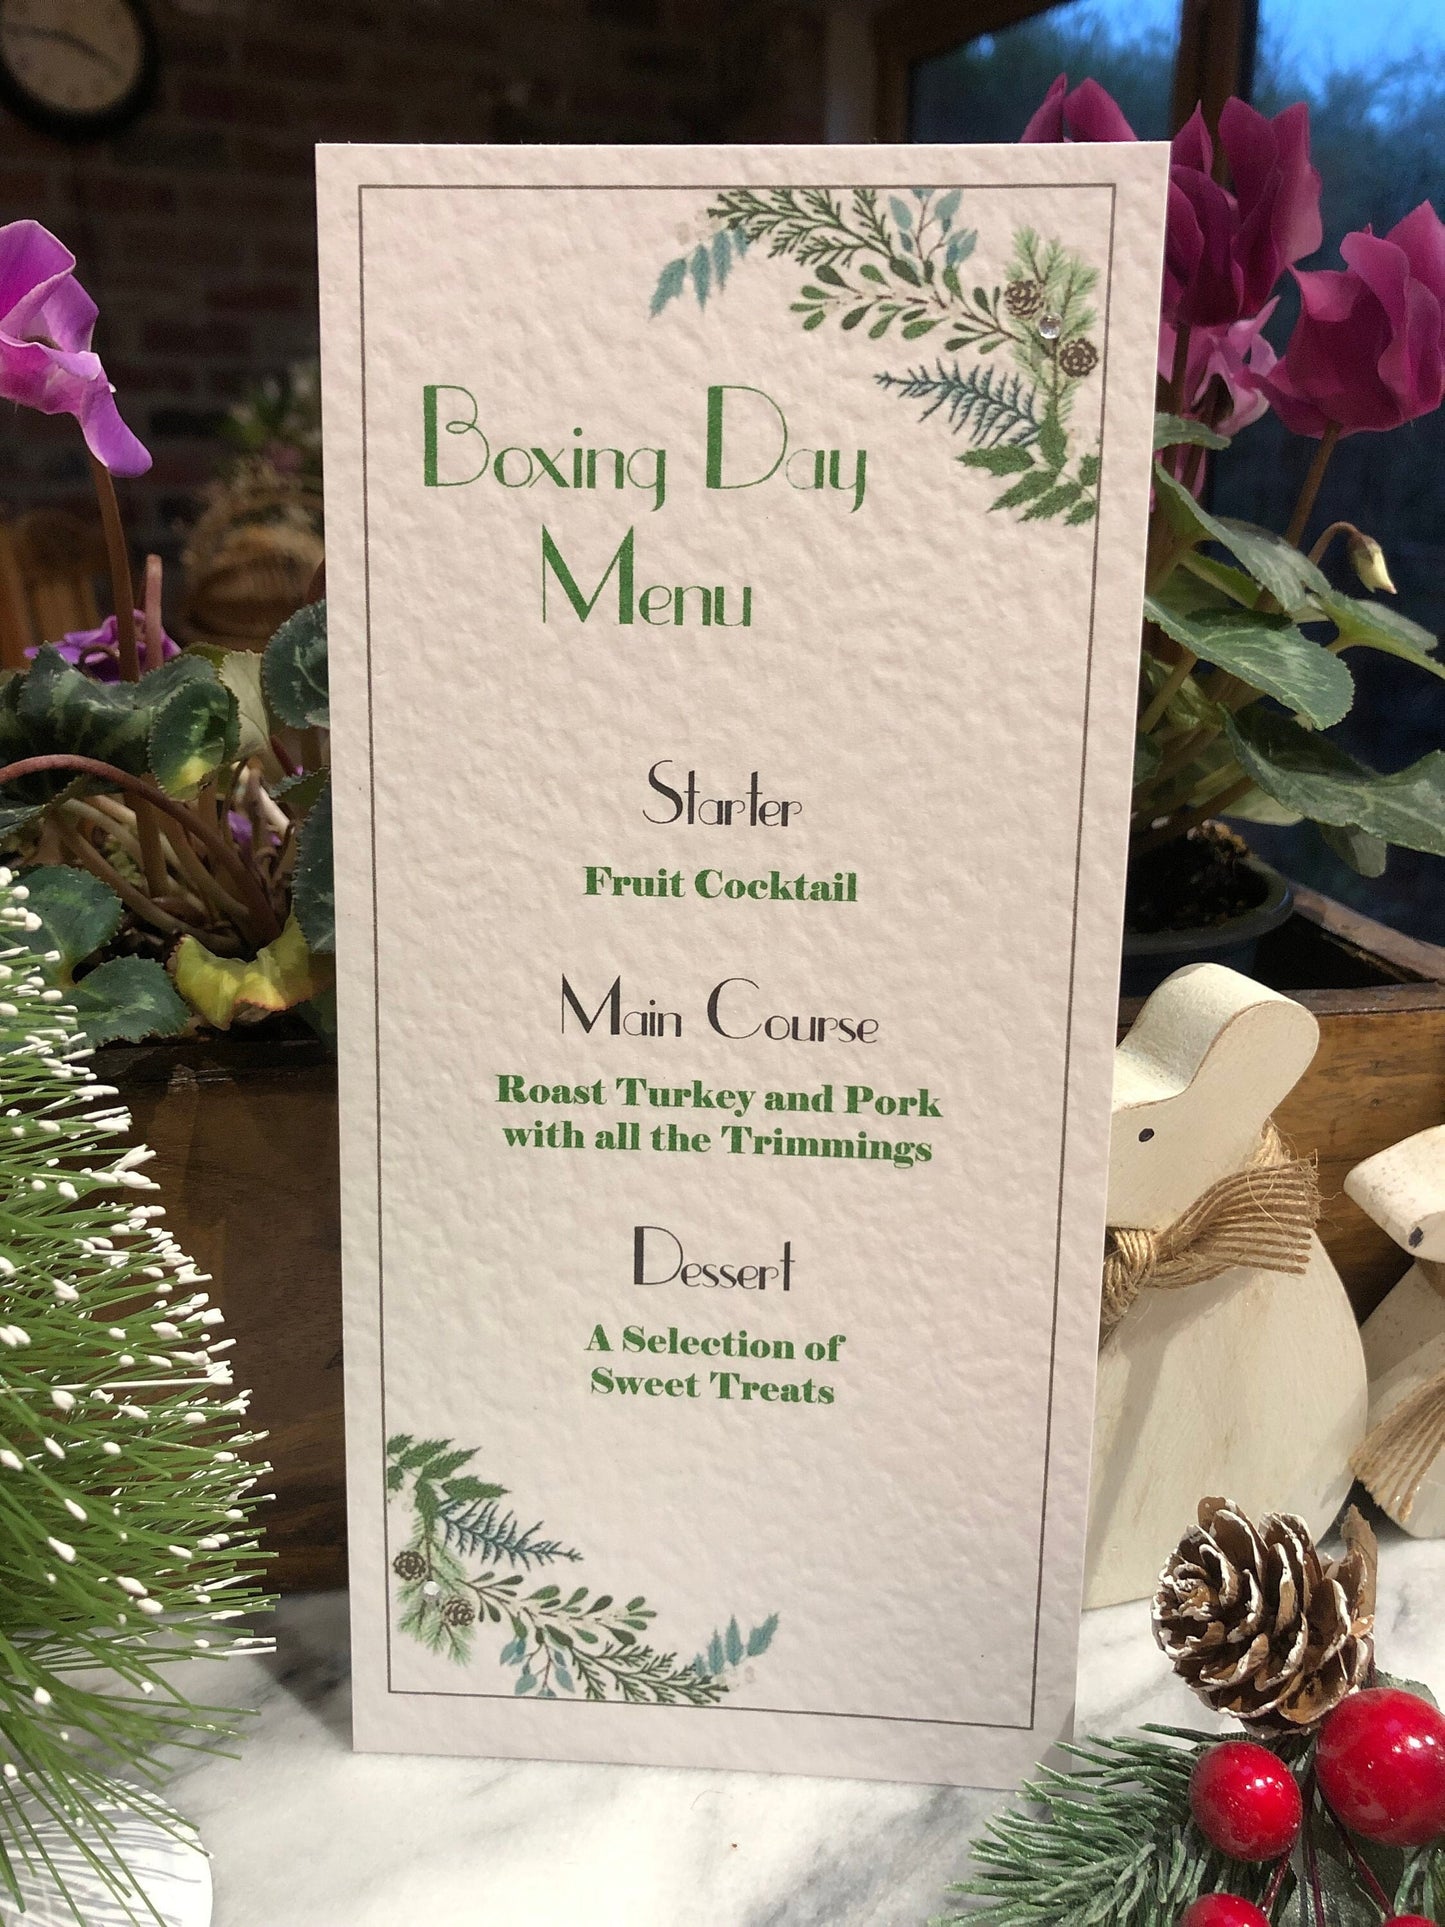 Boxing Day
Menu
Starter
Fruit Cocktail
Main Course
Roast Turkey and Pork
with all the Trimmings
Dessert
A Selection of
Sweet Treats